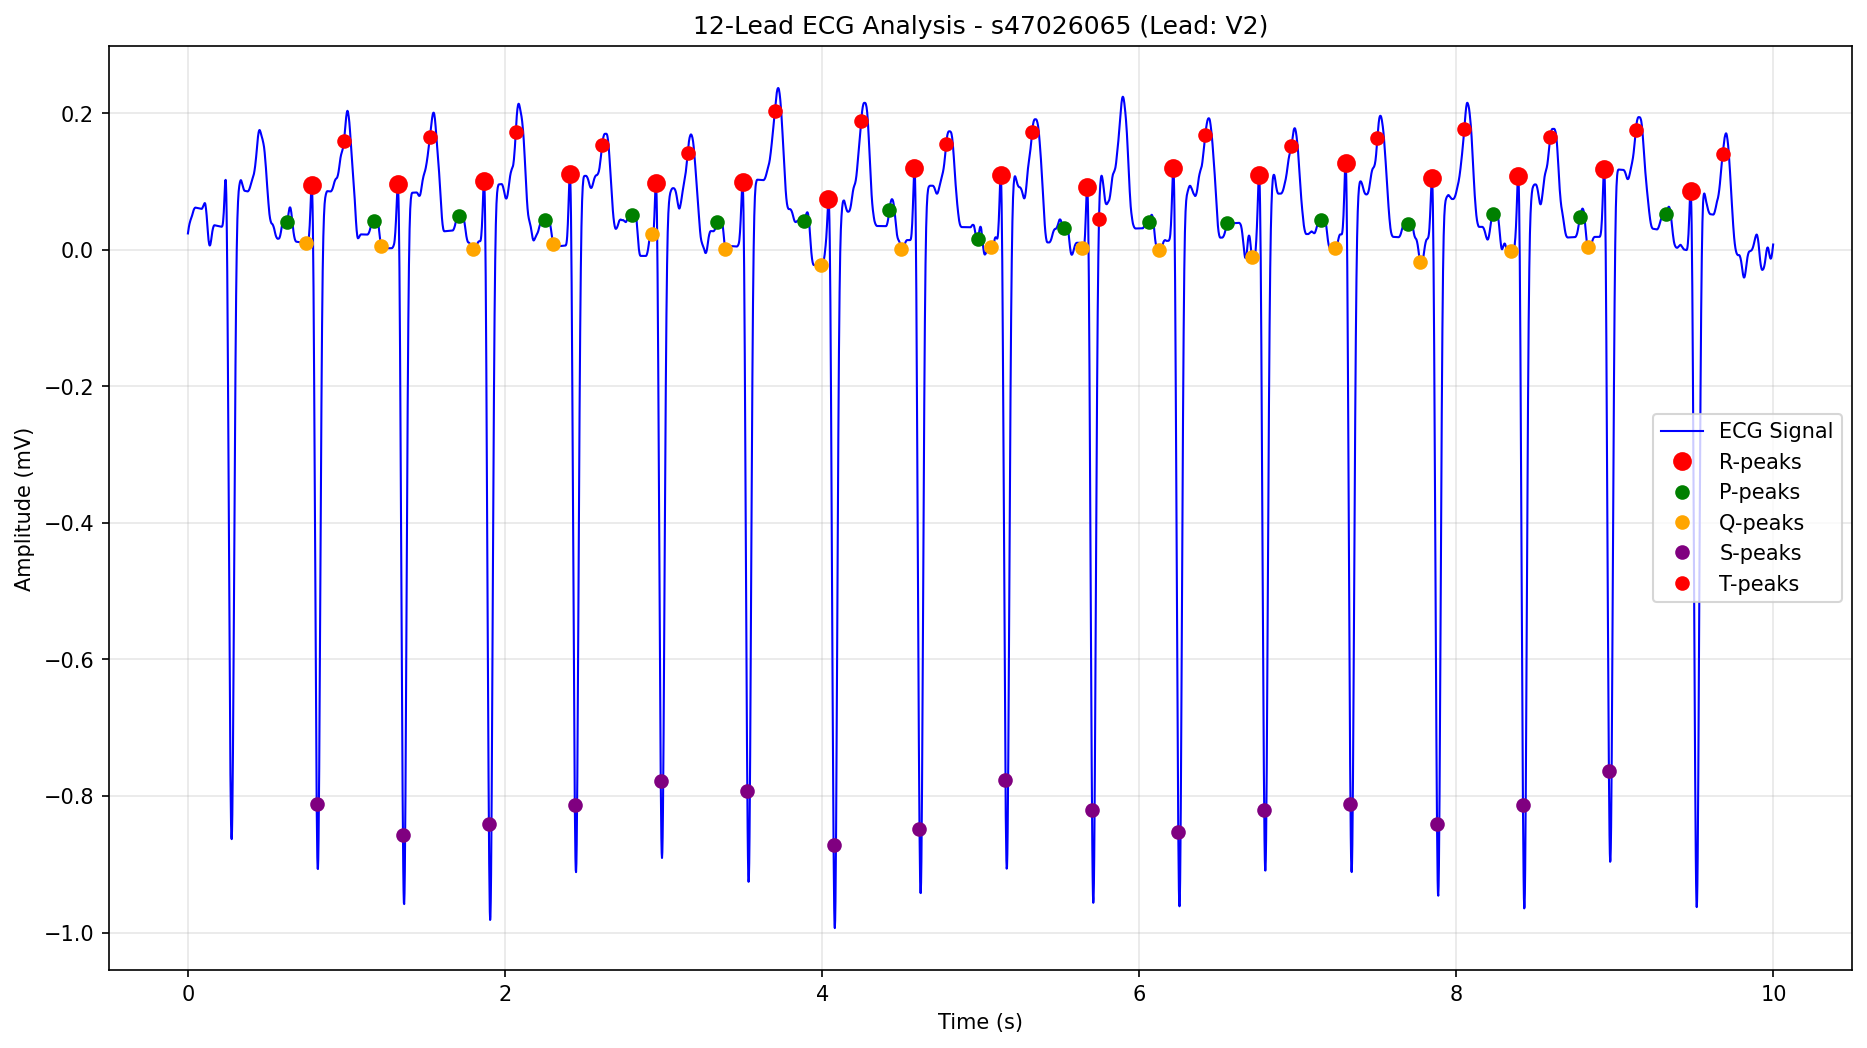 12-Lead ECG Analysis - s47026065 (Lead: V2)
0.2
0.0
−0.2
−0.4
−0.6
−0.8
−1.0
Amplitude (mV)
ECG Signal
R-peaks
P-peaks
Q-peaks
S-peaks
T-peaks
0 2 4 6 8 10
Time (s)